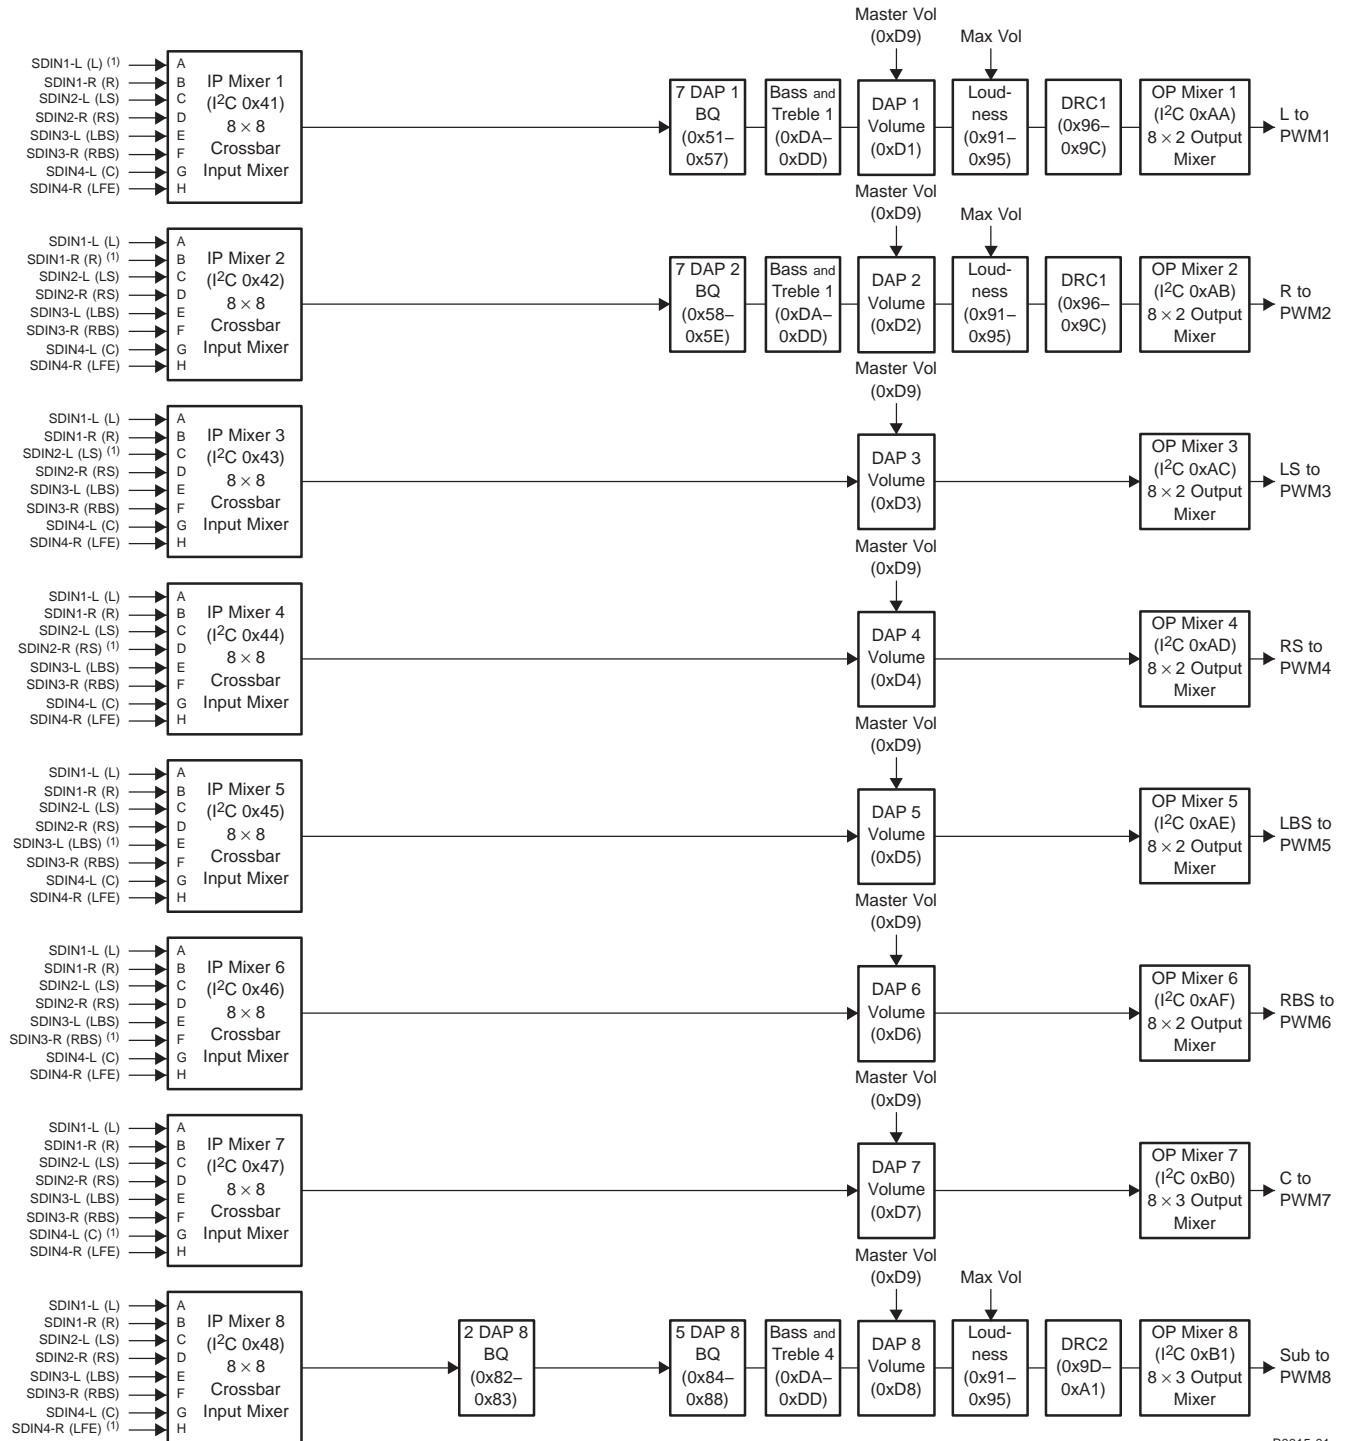 Master Vol
(0xD9)
Max Vol
SDIN1-L (L) (1)
SDIN1-R (R)
SDIN2-L (LS)
SDIN2-R (RS)
SDIN3-L (LBS)
SDIN3-R (RBS)
SDIN4-L (C)
SDIN4-R (LFE)
A
B
C
D
E
F
G
H
IP Mixer 1
(I2C 0x41)
8 × 8
Crossbar
Input Mixer
7 DAP 1
BQ
(0x51–
0x57)
Bass and
Treble 1
(0xDA–
0xDD)
DAP 1
Volume
(0xD1)
Loud-
ness
(0x91–
0x95)
DRC1
(0x96–
0x9C)
OP Mixer 1
(I2C 0xAA)
8 × 2 Output
Mixer
L to
PWM1
Master Vol
(0xD9)
Max Vol
SDIN1-L (L)
SDIN1-R (R) (1)
SDIN2-L (LS)
SDIN2-R (RS)
SDIN3-L (LBS)
SDIN3-R (RBS)
SDIN4-L (C)
SDIN4-R (LFE)
A
B
C
D
E
F
G
H
IP Mixer 2
(I2C 0x42)
8 × 8
Crossbar
Input Mixer
7 DAP 2
BQ
(0x58–
0x5E)
Bass and
Treble 1
(0xDA–
0xDD)
DAP 2
Volume
(0xD2)
Loud-
ness
(0x91–
0x95)
DRC1
(0x96–
0x9C)
OP Mixer 2
(I2C 0xAB)
8 × 2 Output
Mixer
R to
PWM2
Master Vol
(0xD9)
SDIN1-L (L)
SDIN1-R (R)
SDIN2-L (LS) (1)
SDIN2-R (RS)
SDIN3-L (LBS)
SDIN3-R (RBS)
SDIN4-L (C)
SDIN4-R (LFE)
A
B
C
D
E
F
G
H
IP Mixer 3
(I2C 0x43)
8 × 8
Crossbar
Input Mixer
DAP 3
Volume
(0xD3)
OP Mixer 3
(I2C 0xAC)
8 × 2 Output
Mixer
LS to
PWM3
Master Vol
(0xD9)
SDIN1-L (L)
SDIN1-R (R)
SDIN2-L (LS)
SDIN2-R (RS) (1)
SDIN3-L (LBS)
SDIN3-R (RBS)
SDIN4-L (C)
SDIN4-R (LFE)
A
B
C
D
E
F
G
H
IP Mixer 4
(I2C 0x44)
8 × 8
Crossbar
Input Mixer
DAP 4
Volume
(0xD4)
OP Mixer 4
(I2C 0xAD)
8 × 2 Output
Mixer
RS to
PWM4
Master Vol
(0xD9)
SDIN1-L (L)
SDIN1-R (R)
SDIN2-L (LS)
SDIN2-R (RS)
SDIN3-L (LBS) (1)
SDIN3-R (RBS)
SDIN4-L (C)
SDIN4-R (LFE)
A
B
C
D
E
F
G
H
IP Mixer 5
(I2C 0x45)
8 × 8
Crossbar
Input Mixer
DAP 5
Volume
(0xD5)
OP Mixer 5
(I2C 0xAE)
8 × 2 Output
Mixer
LBS to
PWM5
Master Vol
(0xD9)
SDIN1-L (L)
SDIN1-R (R)
SDIN2-L (LS)
SDIN2-R (RS)
SDIN3-L (LBS)
SDIN3-R (RBS) (1)
SDIN4-L (C)
SDIN4-R (LFE)
A
B
C
D
E
F
G
H
IP Mixer 6
(I2C 0x46)
8 × 8
Crossbar
Input Mixer
DAP 6
Volume
(0xD6)
OP Mixer 6
(I2C 0xAF)
8 × 2 Output
Mixer
RBS to
PWM6
Master Vol
(0xD9)
SDIN1-L (L)
SDIN1-R (R)
SDIN2-L (LS)
SDIN2-R (RS)
SDIN3-L (LBS)
SDIN3-R (RBS)
SDIN4-L (C) (1)
SDIN4-R (LFE)
A
B
C
D
E
F
G
H
IP Mixer 7
(I2C 0x47)
8 × 8
Crossbar
Input Mixer
DAP 7
Volume
(0xD7)
OP Mixer 7
(I2C 0xB0)
8 × 3 Output
Mixer
C to
PWM7
Master Vol
(0xD9)
Max Vol
SDIN1-L (L)
SDIN1-R (R)
SDIN2-L (LS)
SDIN2-R (RS)
SDIN3-L (LBS)
SDIN3-R (RBS)
SDIN4-L (C)
SDIN4-R (LFE) (1)
A
B
C
D
E
F
G
H
IP Mixer 8
(I2C 0x48)
8 × 8
Crossbar
Input Mixer
2 DAP 8
BQ
(0x82–
0x83)
5 DAP 8
BQ
(0x84–
0x88)
Bass and
Treble 4
(0xDA–
0xDD)
DAP 8
Volume
(0xD8)
Loud-
ness
(0x91–
0x95)
DRC2
(0x9D–
0xA1)
OP Mixer 8
(I2C 0xB1)
8 × 3 Output
Mixer
Sub to
PWM8